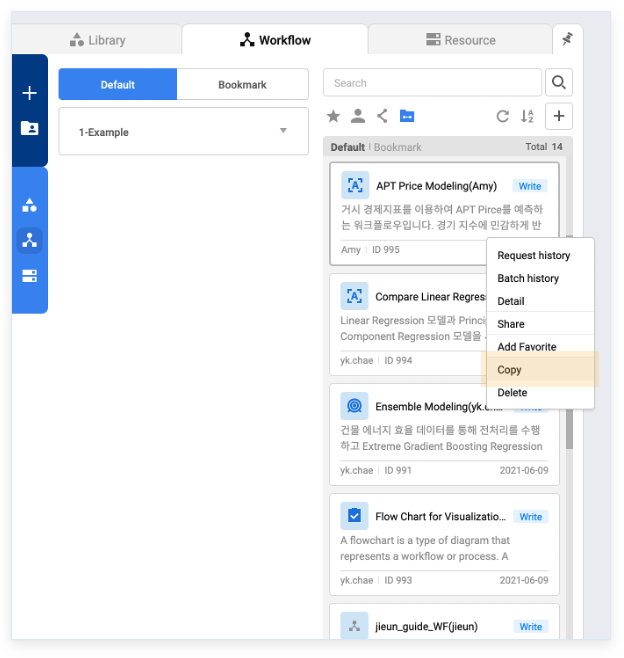 Library
Workflow
Resource
Default
Bookmark
Search
1-Example
Default | Bookmark
Total 14
APT Price Modeling(Amy)
Write
거시 경제지표를 이용하여 APT Pirce를 예측하
는 워크플로우입니다. 경기 지수에 민감하게 반
Amy | ID 995
Request history
Batch history
Detail
Share
Add Favorite
Copy
Delete
Compare Linear Regress
Linear Regression 모델과 Princip
Component Regression 모델을
yk.chae | ID 994
Ensemble Modeling(yk.ch...
Write
건물 에너지 효율 데이터를 통해 전처리를 수행
하고 Extreme Gradient Boosting Regression
yk.chae | ID 991
2021-06-09
Flow Chart for Visualizatio...
Write
A flowchart is a type of diagram that
represents a workflow or process. A
yk.chae | ID 993
2021-06-09
jieun_guide_WF(jieun)
Write